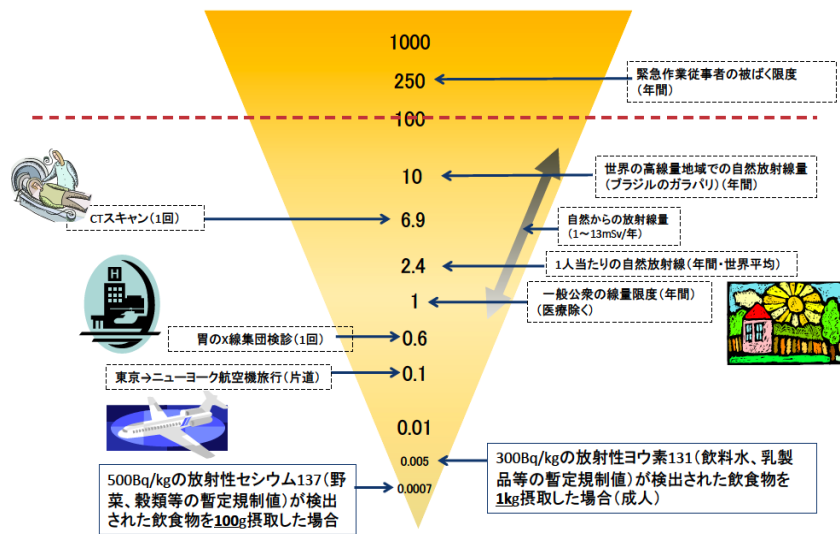 1000
250
緊急作業従事者の被ばく限度
(年間)
100
10
世界の高線量地域での自然放射線量
(ブラジルのガラパリ)(年間)
CTスキャン(1回)
6.9
自然からの放射線量
(1～13mSv/年)
2.4
1人当たりの自然放射線(年間・世界平均)
H
1
一般公衆の線量限度(年間)
(医療除く)
胃のX線集団検診(1回)
0.6
東京→ニューヨーク航空機旅行(片道)
0.1
0.01
0.005
300Bq/kgの放射性ヨウ素131(飲料水、乳製
品等の暫定規制値)が検出された飲食物を
1kg摂取した場合(成人)
500Bq/kgの放射性セシウム137(野
菜、穀類等の暫定規制値)が検出
された飲食物を100g摂取した場合
0.0007